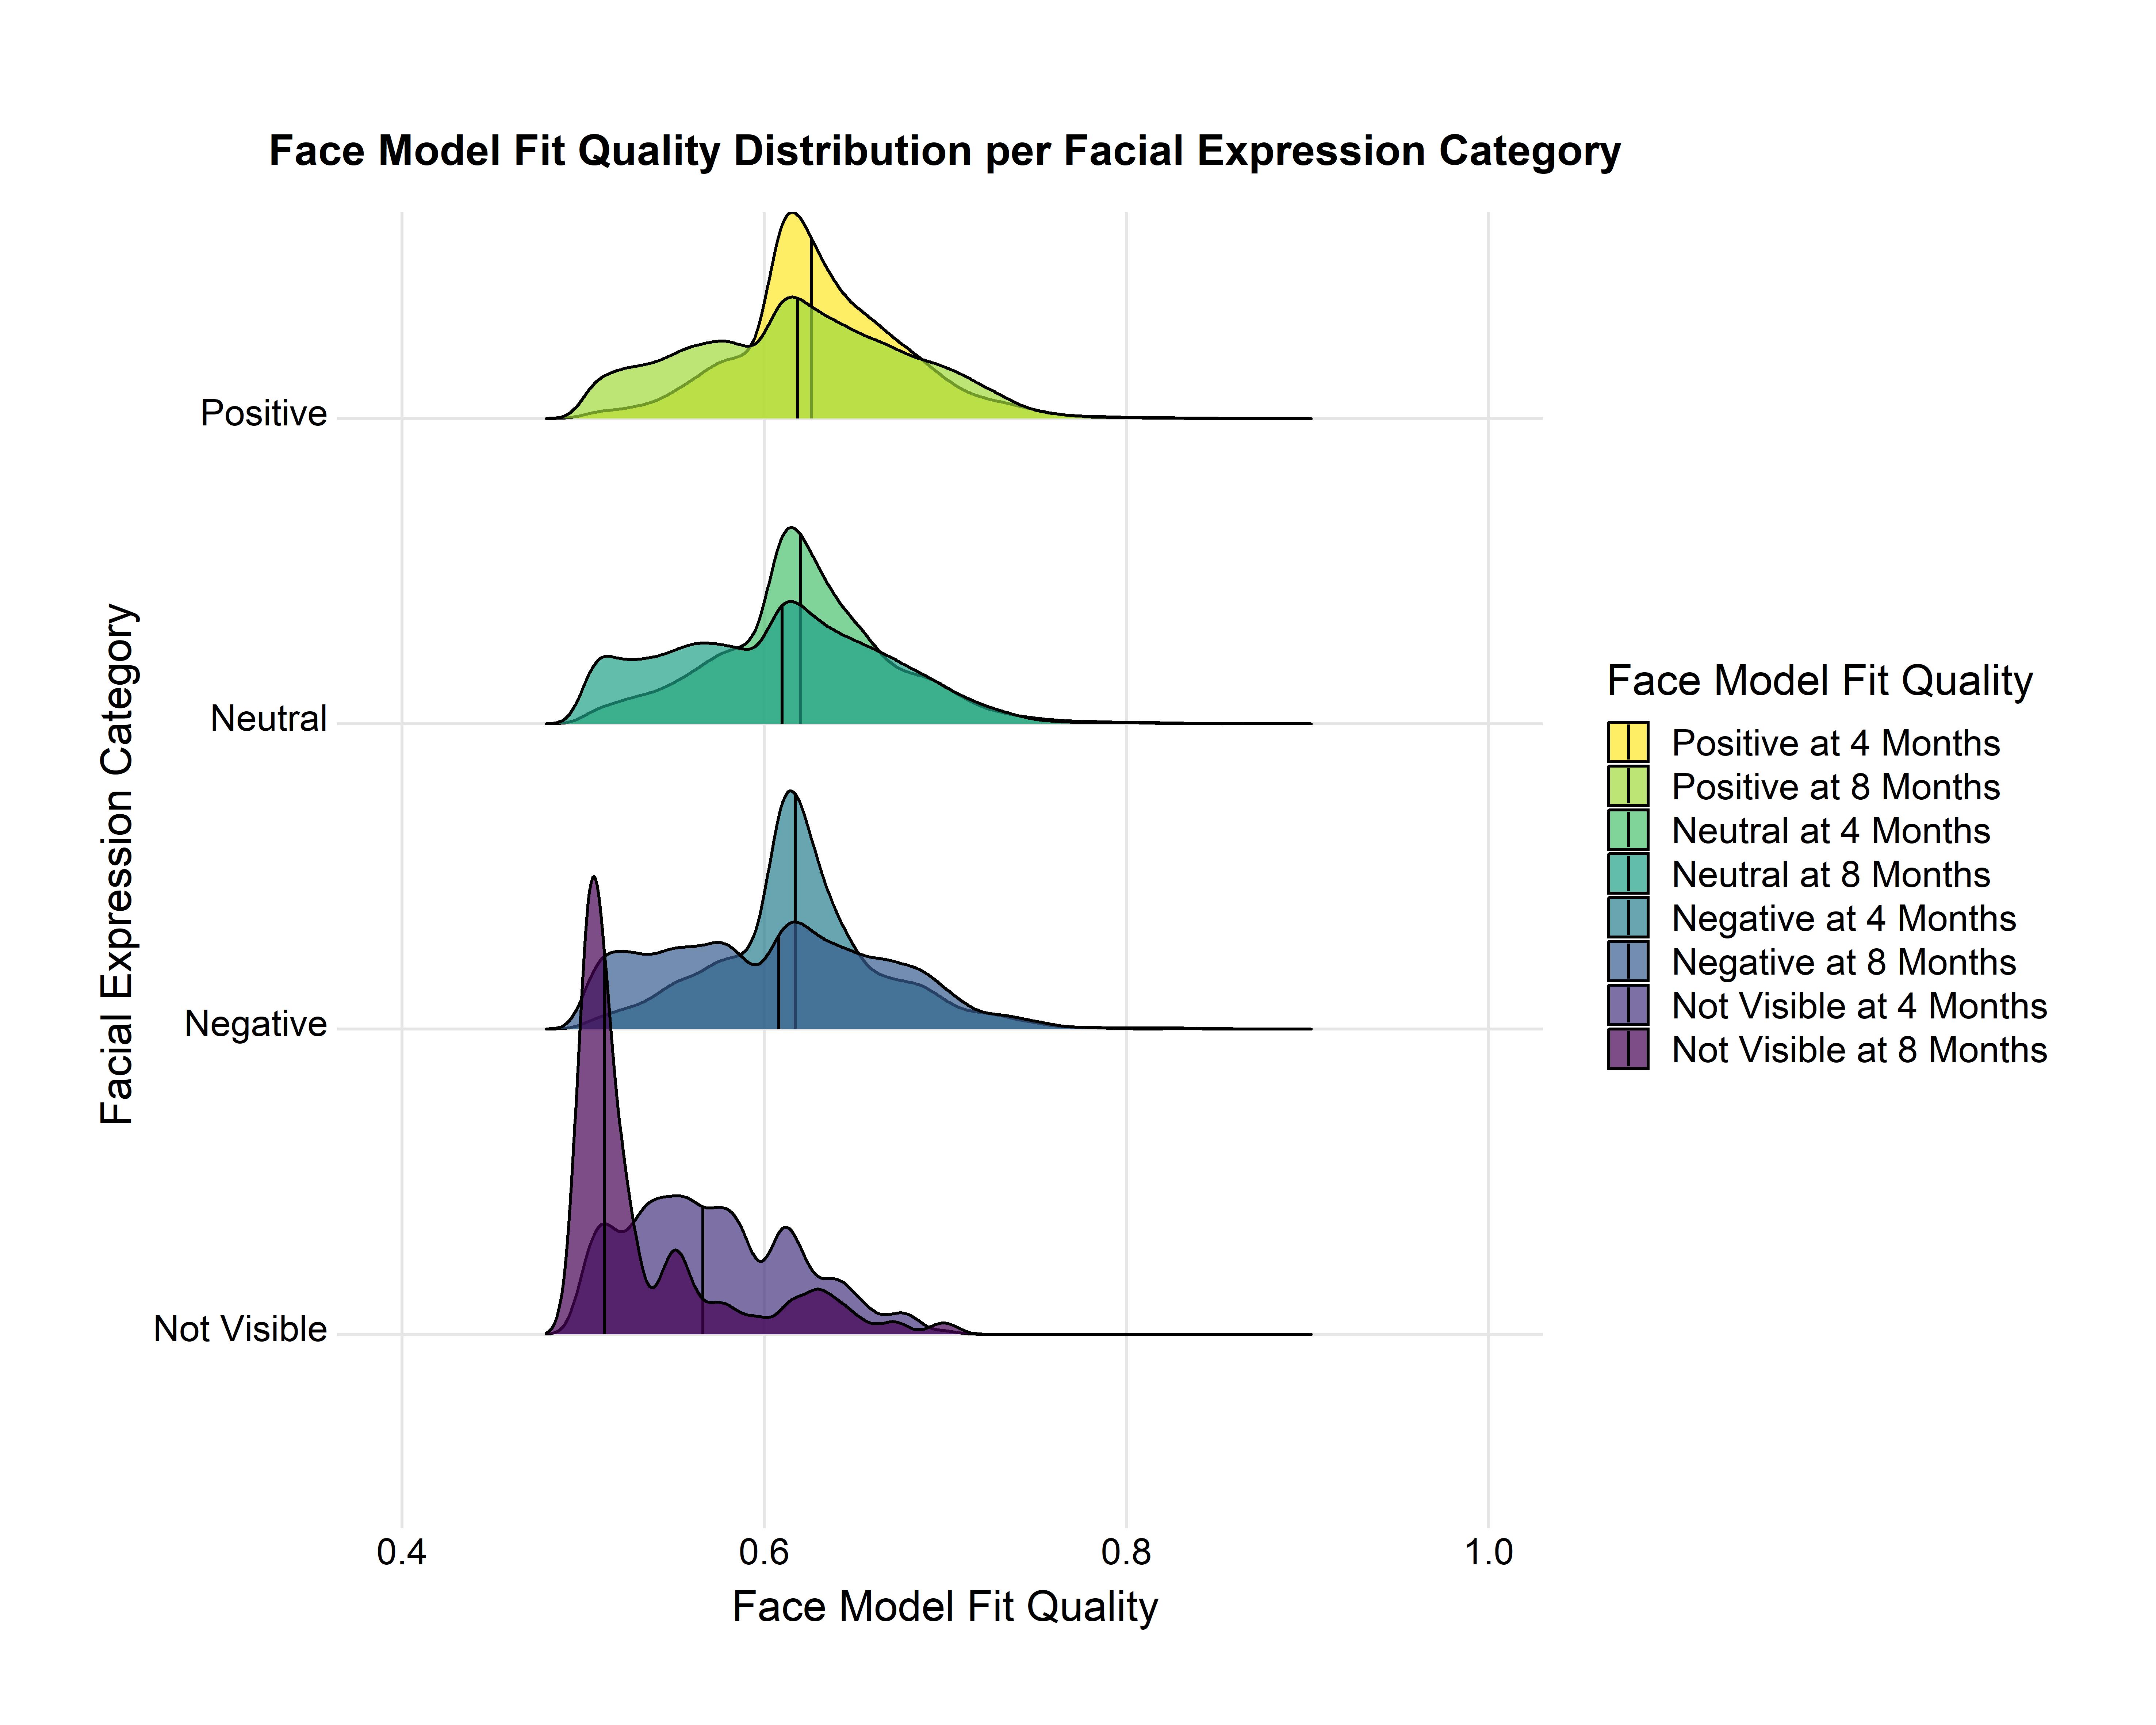 Face Model Fit Quality Distribution per Facial Expression Category
Facial Expression Category
Positive
Neutral
Negative
Not Visible
0.4
0.6
0.8
1.0
Face Model Fit Quality
Face Model Fit Quality
Positive at 4 Months
Positive at 8 Months
Neutral at 4 Months
Neutral at 8 Months
Negative at 4 Months
Negative at 8 Months
Not Visible at 4 Months
Not Visible at 8 Months